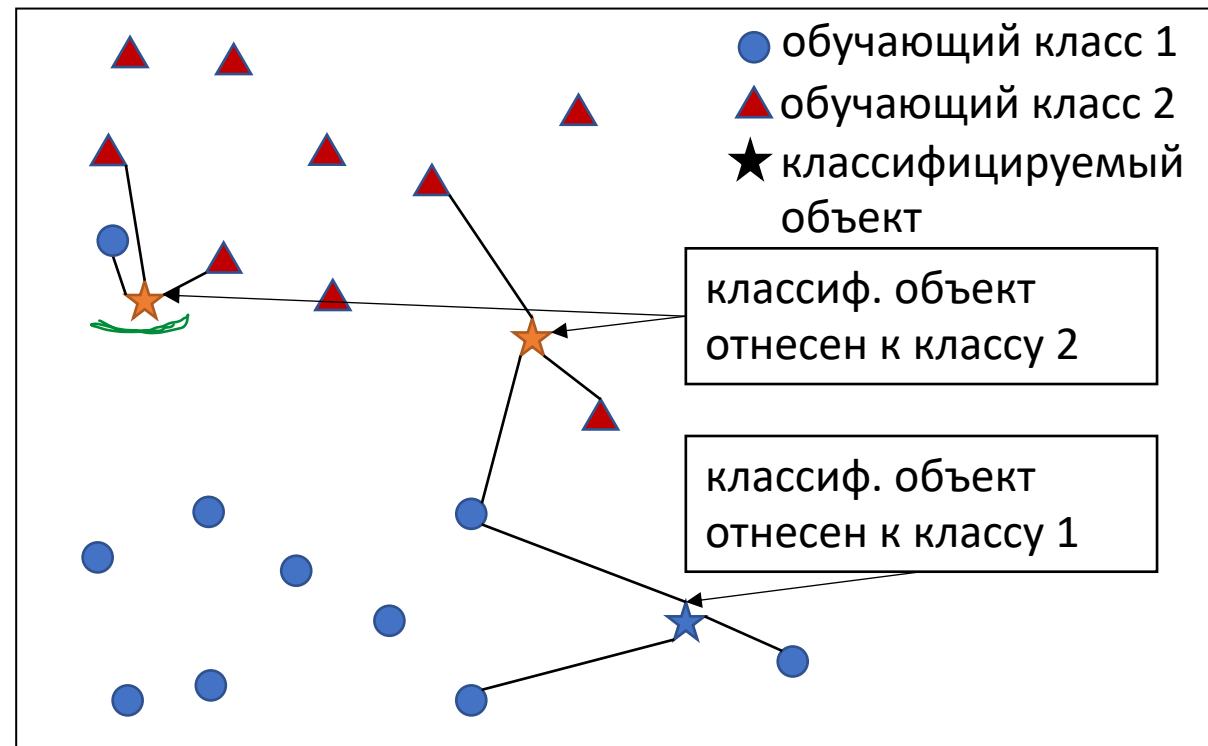 обучающий класс 1
обучающий класс 2
классифицируемый
объект
классиф. объект
отнесен к классу 2
классиф. объект
отнесен к классу 1